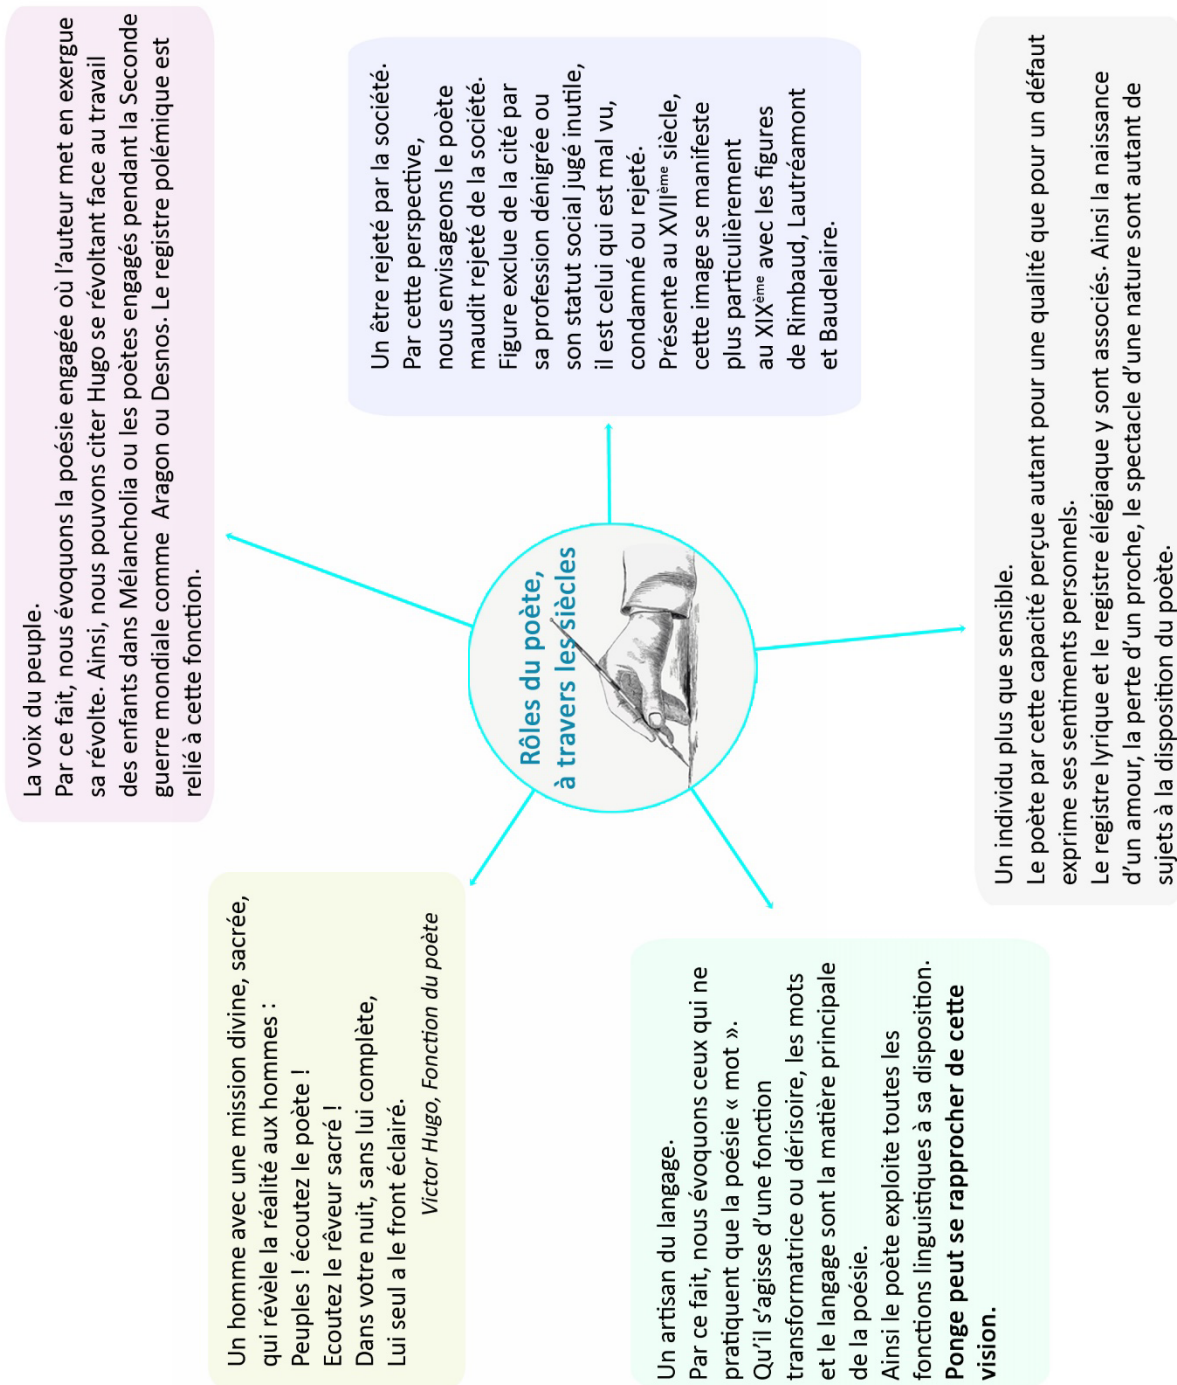 Un homme avec une mission divine, sacrée,
qui révèle la réalité aux hommes :
Peuples ! écoutez le poète !
Ecoutez le rêveur sacré !
Dans votre nuit, sans lui complète,
Lui seul a le front éclairé.
Victor Hugo, Fonction du poète
La voix du peuple.
Par ce fait, nous évoquons la poésie engagée où l'auteur met en exergue
sa révolte. Ainsi, nous pouvons citer Hugo se révoltant face au travail
des enfants dans Mélancholia ou les poètes engagés pendant la Seconde
guerre mondiale comme Aragon ou Desnos. Le registre polémique est
relié à cette fonction.
Rôles du poète,
à travers les siècles
Un être rejeté par la société.
Par cette perspective,
nous envisageons le poète
maudit rejeté de la société.
Figure exclue de la cité par
sa profession dénigrée ou
son statut social jugé inutile,
il est celui qui est mal vu,
condamné ou rejeté.
Présente au XVIIème siècle,
cette image se manifeste
plus particulièrement
au XIXème avec les figures
de Rimbaud, Lautréamont
et Baudelaire.
Un artisan du langage.
Par ce fait, nous évoquons ceux qui ne
pratiquent que la poésie « mot ».
Qu'il s'agisse d'une fonction
transformatrice ou dérisoire, les mots
et le langage sont la matière principale
de la poésie.
Ainsi le poète exploite toutes les
fonctions linguistiques à sa disposition.
Ponge peut se rapprocher de cette
vision.
Un individu plus que sensible.
Le poète par cette capacité perçue autant pour une qualité que pour un défaut
exprime ses sentiments personnels.
Le registre lyrique et le registre élégiaque y sont associés. Ainsi la naissance
d'un amour, la perte d'un proche, le spectacle d'une nature sont autant de
sujets à la disposition du poète.